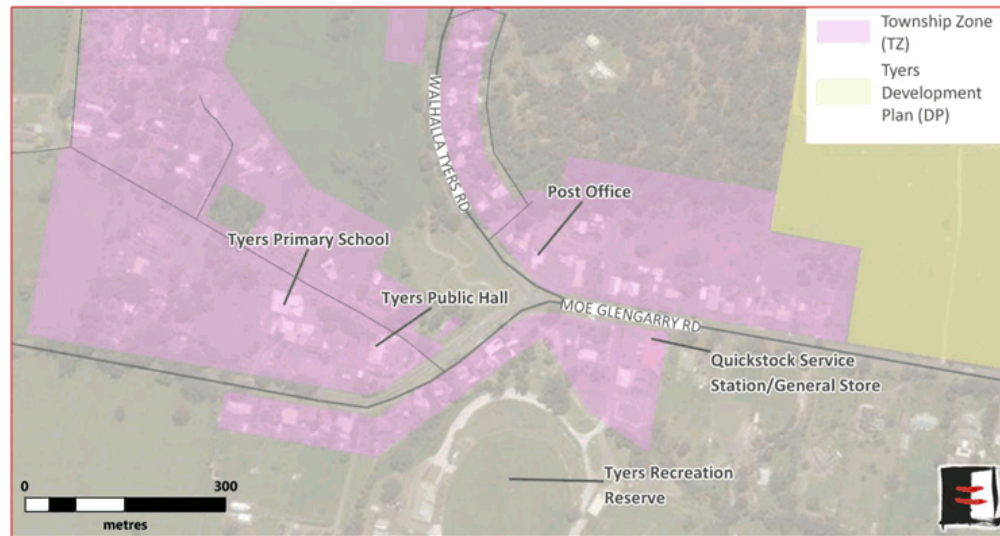 Township Zone
(TZ)
Tyers
Development
Plan (DP)
WALHALLA TYERS RD
Post Office
Tyers Primary School
Tyers Public Hall
MOE GLENGARRY RD
Quickstock Service
Station/General Store
Tyers Recreation
Reserve
0 300
metres